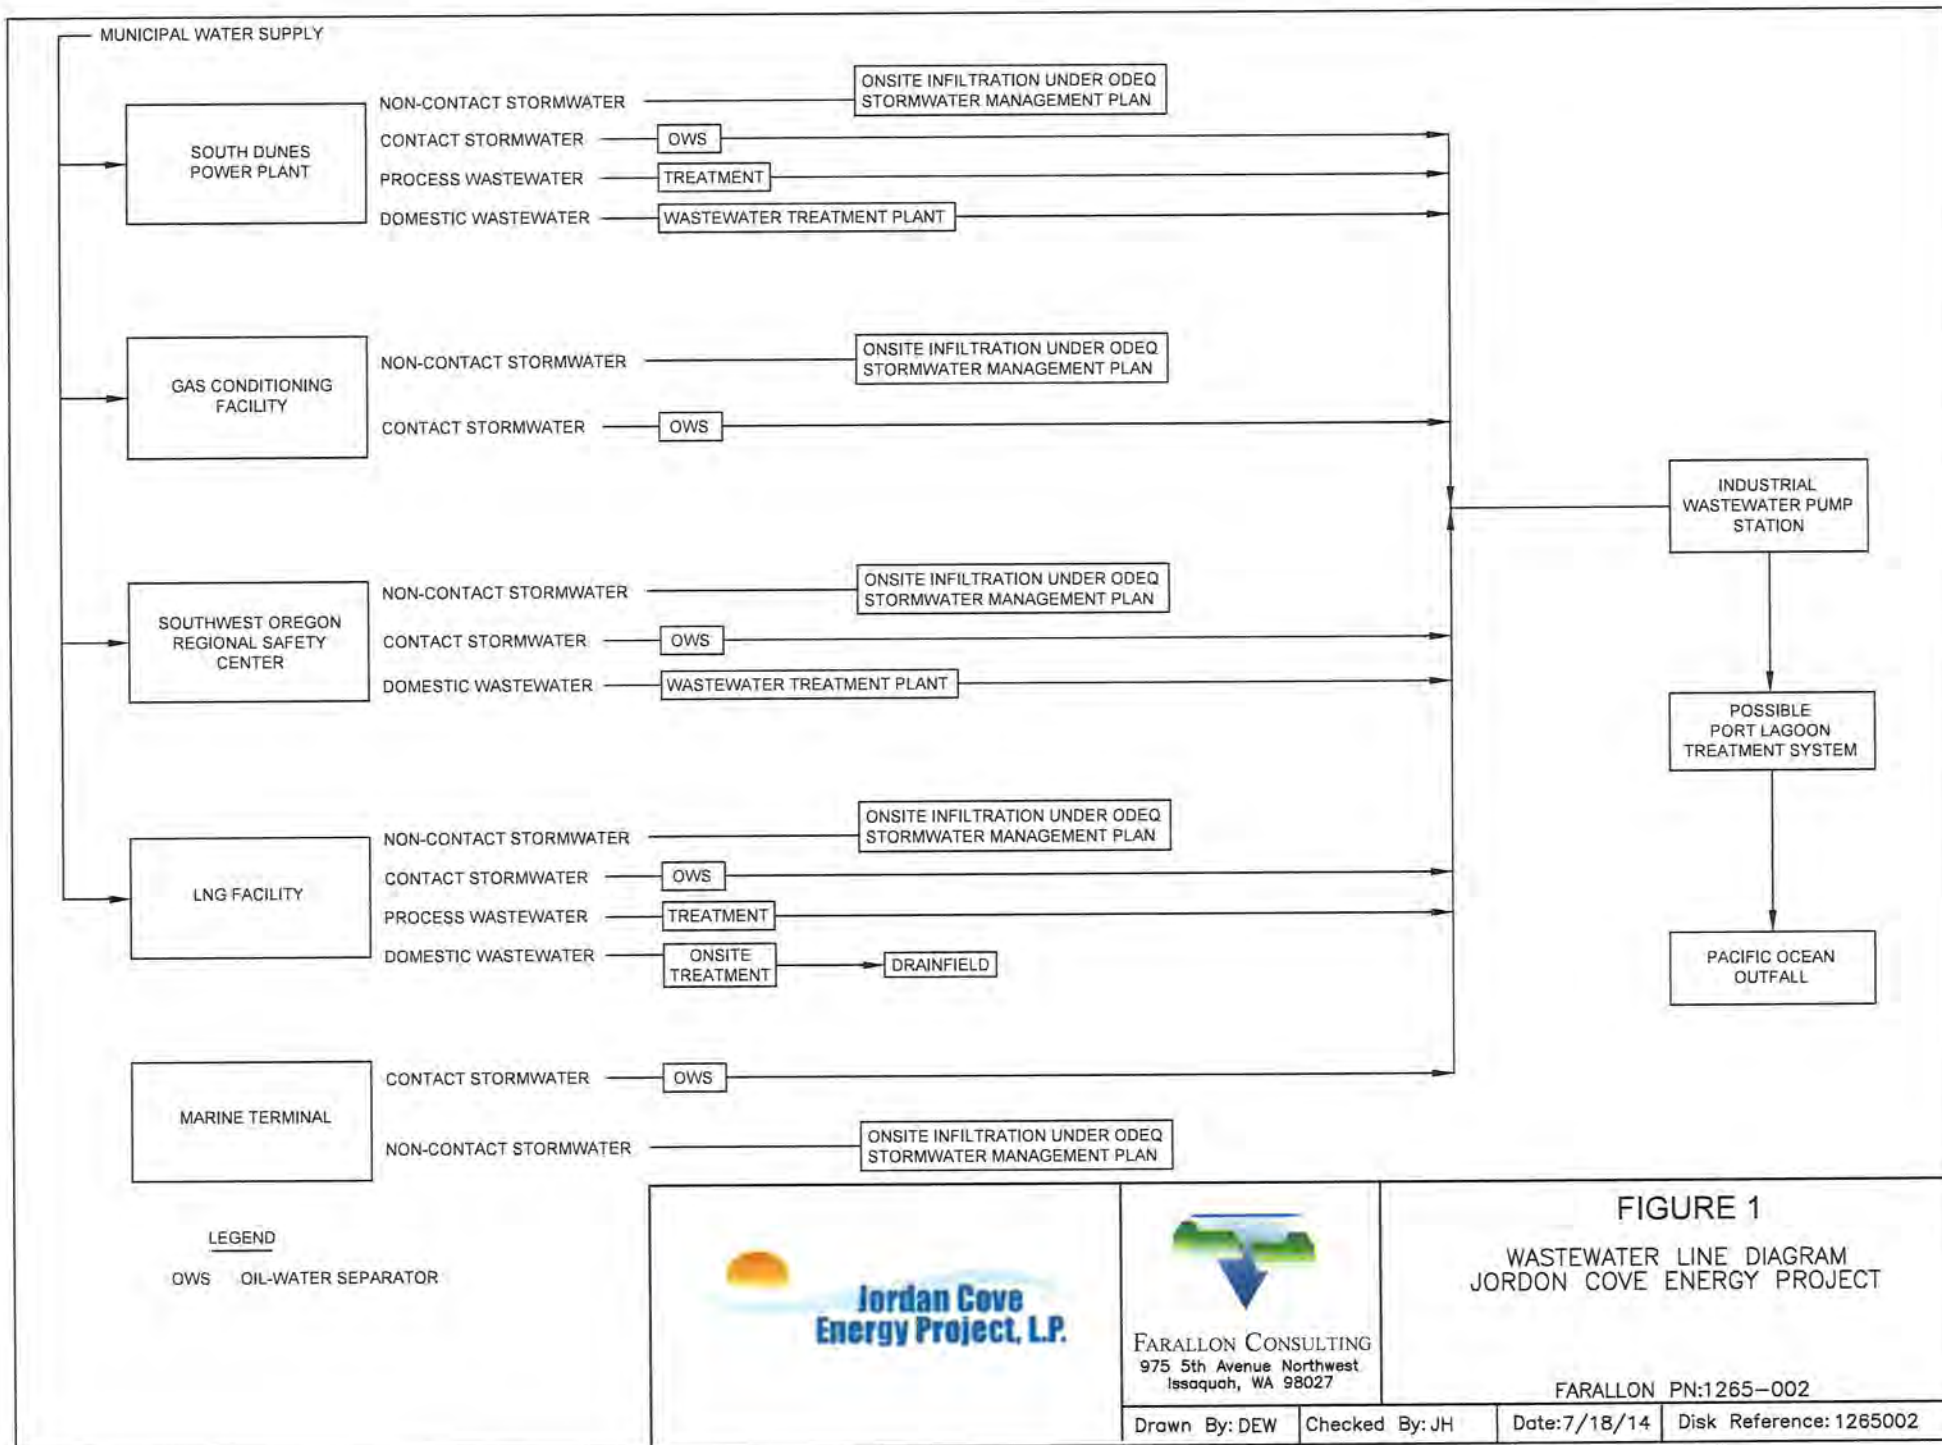 MUNICIPAL WATER SUPPLY
SOUTH DUNES
POWER PLANT
NON-CONTACT STORMWATER
ONSITE INFILTRATION UNDER ODEQ
STORMWATER MANAGEMENT PLAN
CONTACT STORMWATER
OWS
PROCESS WASTEWATER
TREATMENT
DOMESTIC WASTEWATER
WASTEWATER TREATMENT PLANT
GAS CONDITIONING
FACILITY
NON-CONTACT STORMWATER
ONSITE INFILTRATION UNDER ODEQ
STORMWATER MANAGEMENT PLAN
CONTACT STORMWATER
OWS
SOUTHWEST OREGON
REGIONAL SAFETY
CENTER
NON-CONTACT STORMWATER
ONSITE INFILTRATION UNDER ODEQ
STORMWATER MANAGEMENT PLAN
CONTACT STORMWATER
OWS
DOMESTIC WASTEWATER
WASTEWATER TREATMENT PLANT
LNG FACILITY
NON-CONTACT STORMWATER
ONSITE INFILTRATION UNDER ODEQ
STORMWATER MANAGEMENT PLAN
CONTACT STORMWATER
OWS
PROCESS WASTEWATER
TREATMENT
DOMESTIC WASTEWATER
ONSITE
TREATMENT
DRAINFIELD
MARINE TERMINAL
CONTACT STORMWATER
OWS
NON-CONTACT STORMWATER
ONSITE INFILTRATION UNDER ODEQ
STORMWATER MANAGEMENT PLAN
INDUSTRIAL
WASTEWATER PUMP
STATION
POSSIBLE
PORT LAGOON
TREATMENT SYSTEM
PACIFIC OCEAN
OUTFALL
LEGEND
OWS OIL-WATER SEPARATOR
Jordan Cove
Energy Project, L.P.
FARALLON CONSULTING
975 5th Avenue Northwest
Issaquah, WA 98027
FIGURE 1
WASTEWATER LINE DIAGRAM
JORDON COVE ENERGY PROJECT
FARALLON PN:1265-002
Drawn By: DEW
Checked By: JH
Date: 7/18/14
Disk Reference: 1265002